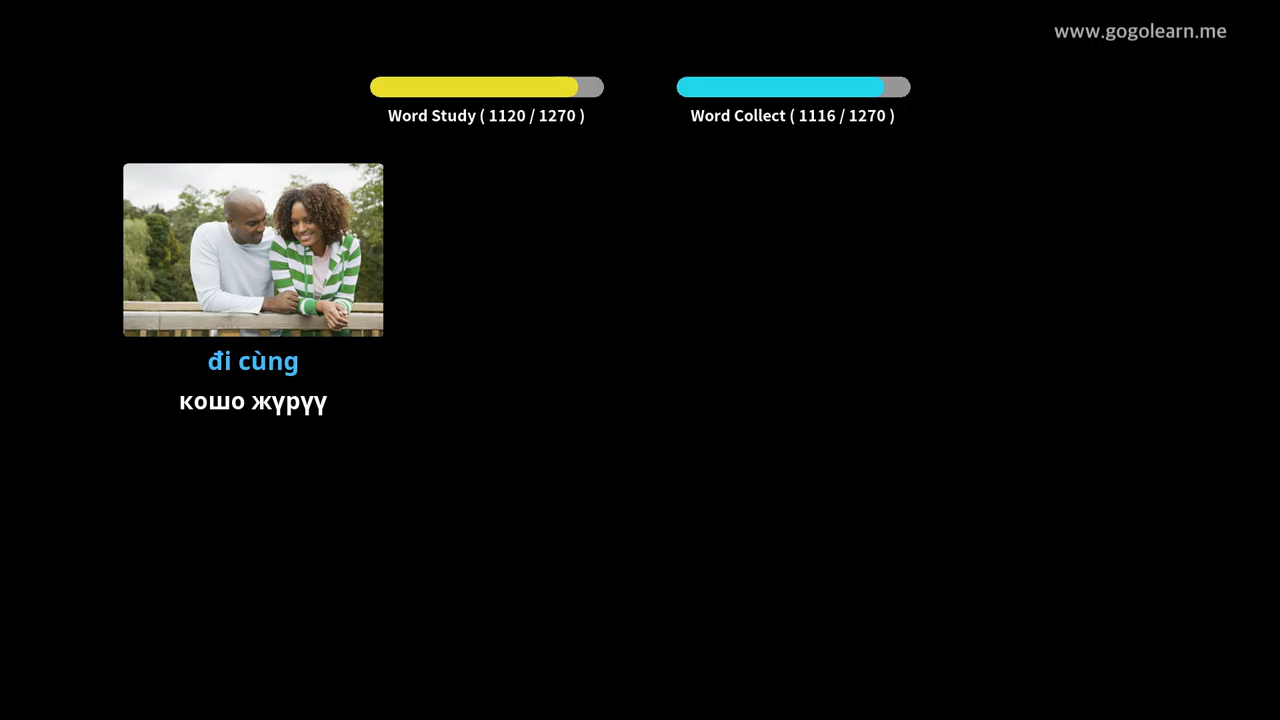 www.gogolearn.me
Word Study ( 1120 / 1270 )
Word Collect ( 1116 / 1270 )
đi cùng
кошо жүрүү